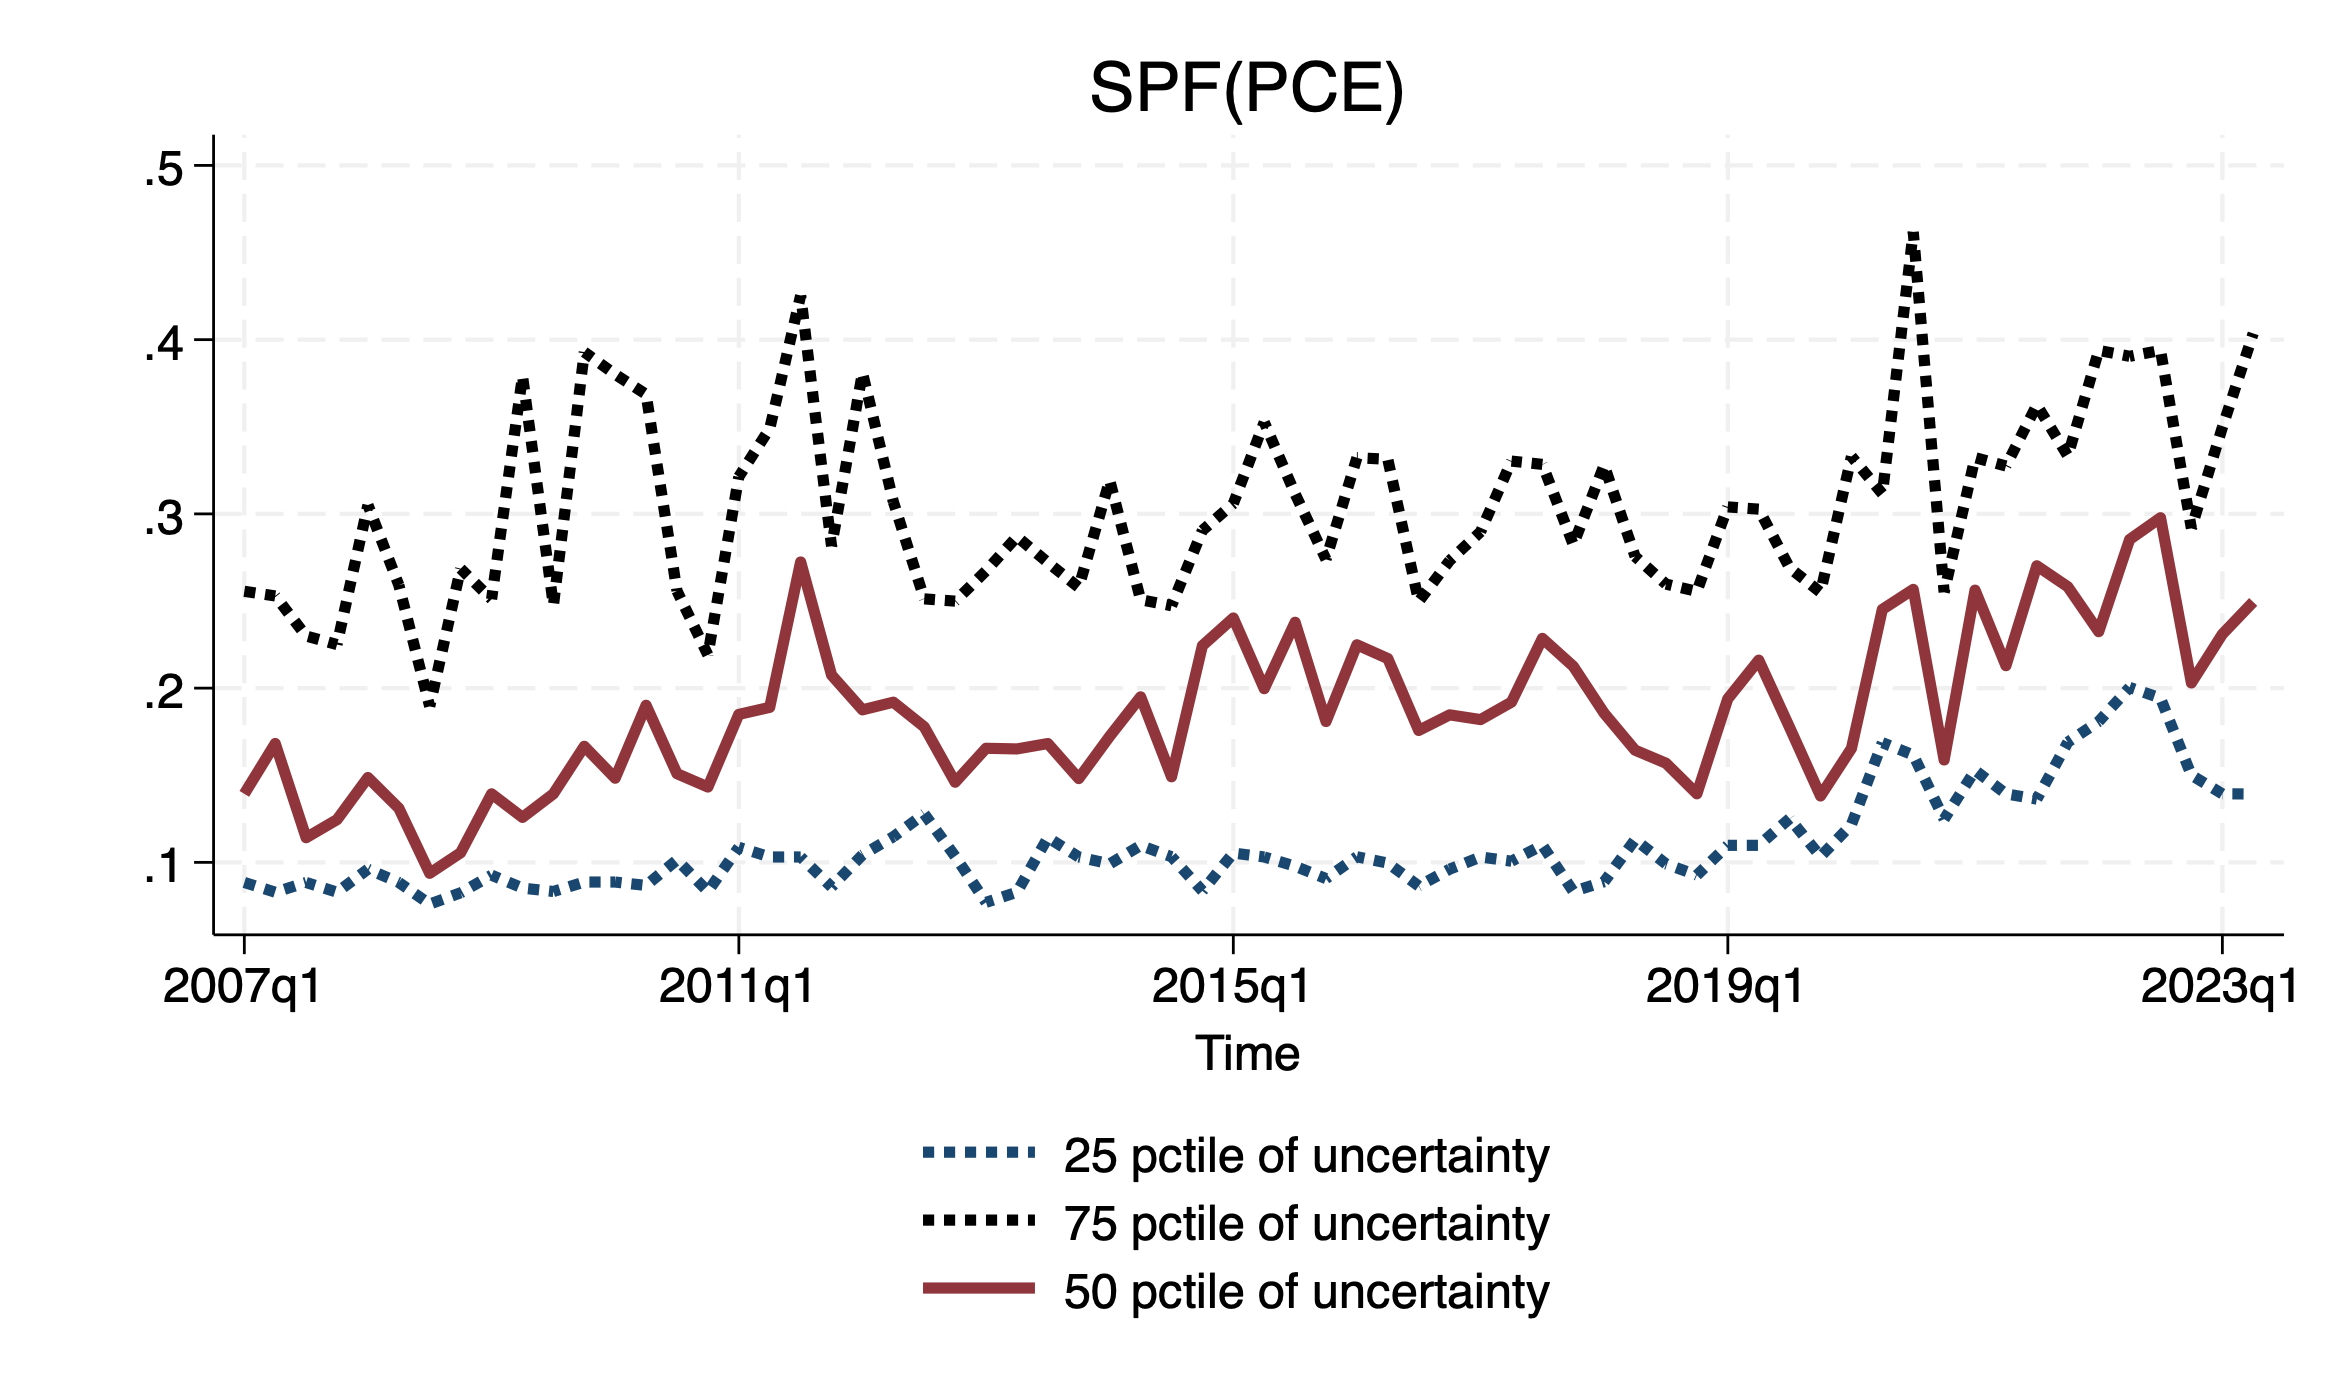 SPF(PCE)
.5
.4
.3
.2
.1
2007q1 2011q1 2015q1 2019q1 2023q1
Time
25 pctile of uncertainty
75 pctile of uncertainty
50 pctile of uncertainty